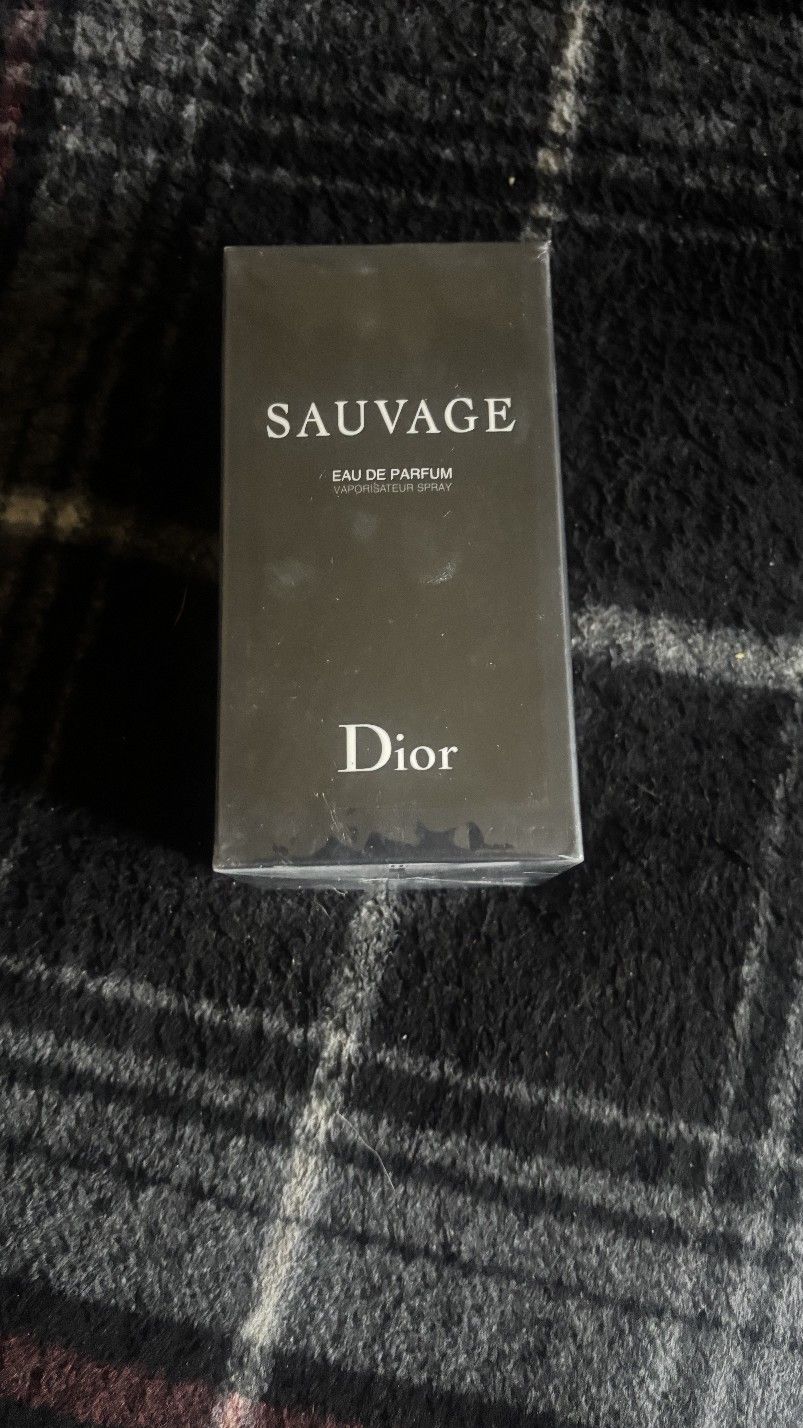 SAUVAGE
EAU DE PARFUM
VAPORISATEUR SPRAY
Dior